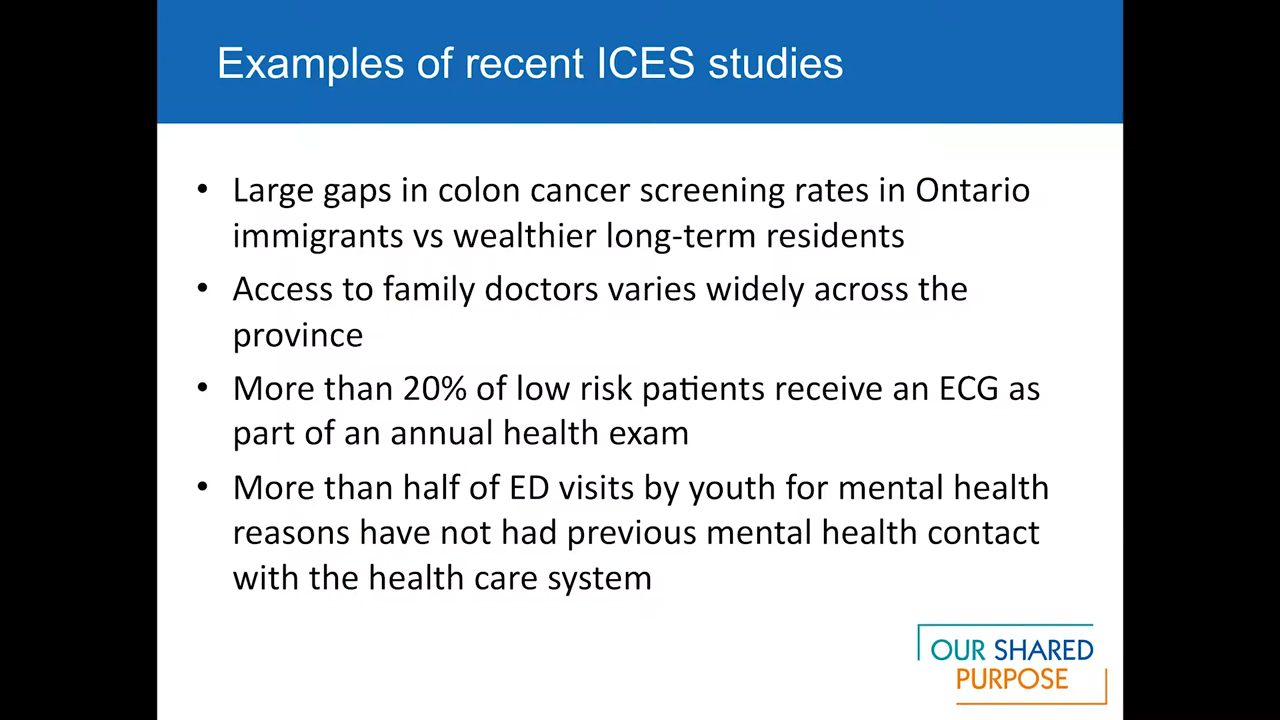 Examples of recent ICES studies
• Large gaps in colon cancer screening rates in Ontario
immigrants vs wealthier long-term residents
• Access to family doctors varies widely across the
province
• More than 20% of low risk patients receive an ECG as
part of an annual health exam
• More than half of ED visits by youth for mental health
reasons have not had previous mental health contact
with the health care system
OUR SHARED
PURPOSE